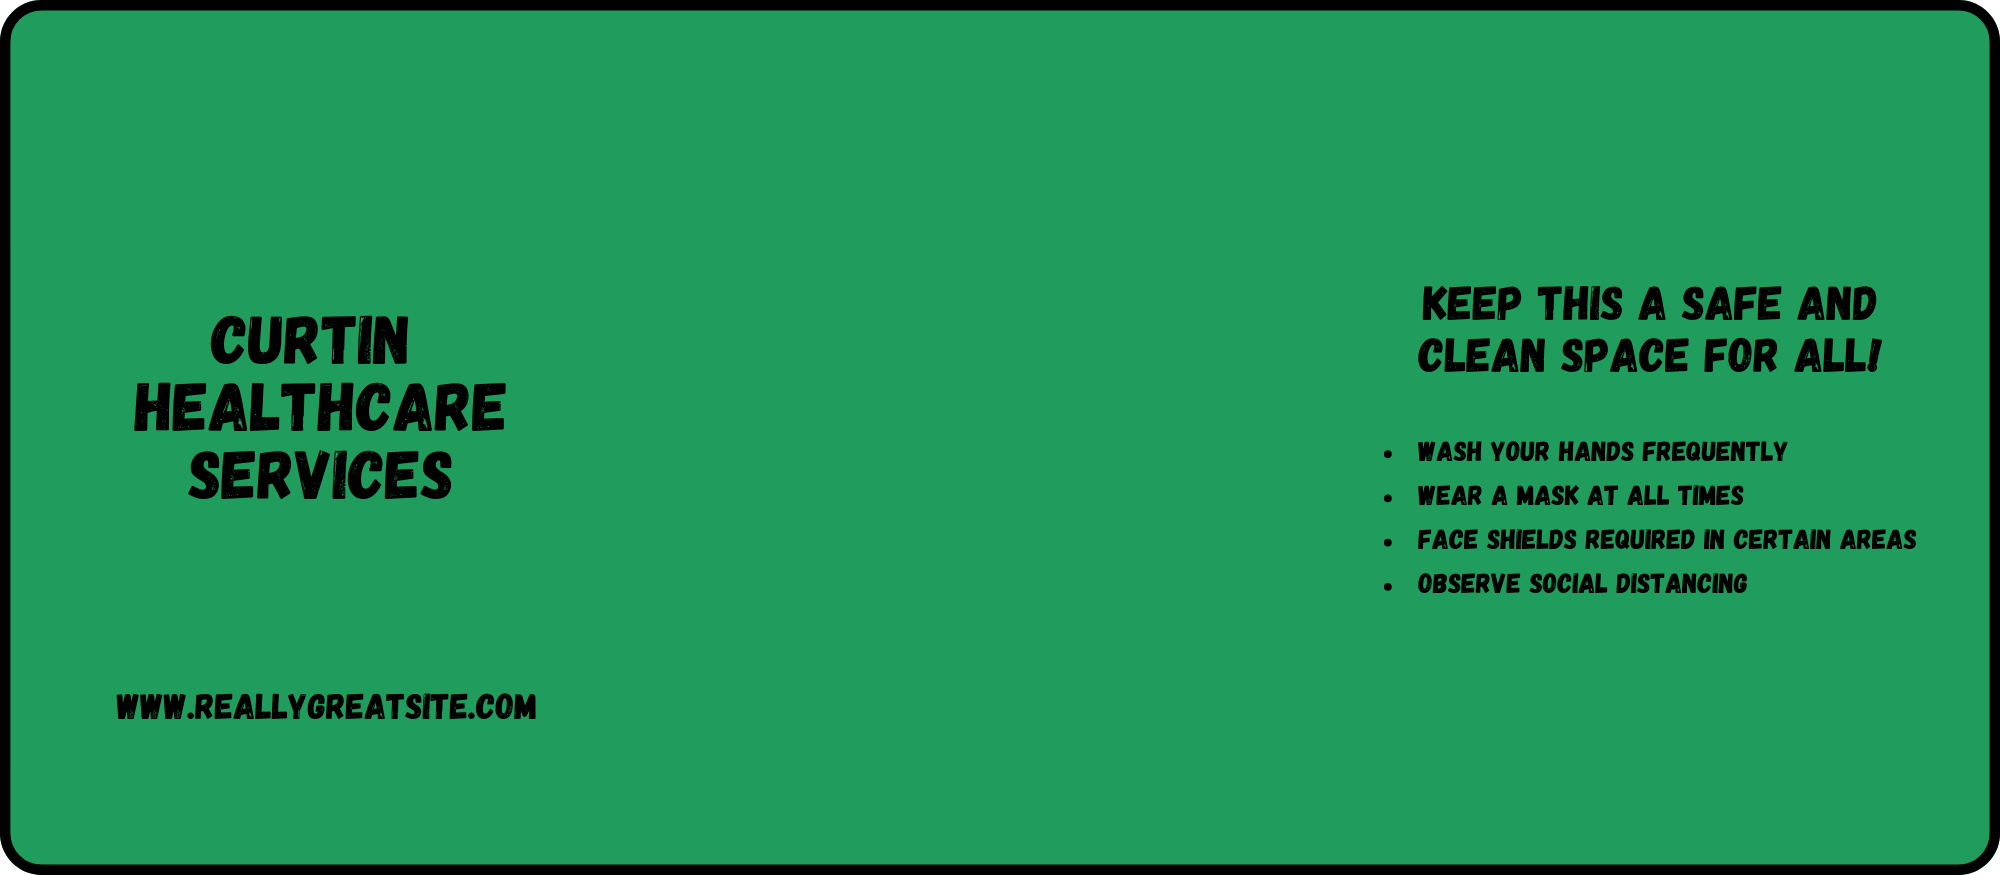 CURTIN
HEALTHCARE
SERVICES
WWW.REALLYGREATSITE.COM
KEEP THIS A SAFE AND
CLEAN SPACE FOR ALL!
• WASH YOUR HANDS FREQUENTLY
• WEAR A MASK AT ALL TIMES
• FACE SHIELDS REQUIRED IN CERTAIN AREAS
• OBSERVE SOCIAL DISTANCING